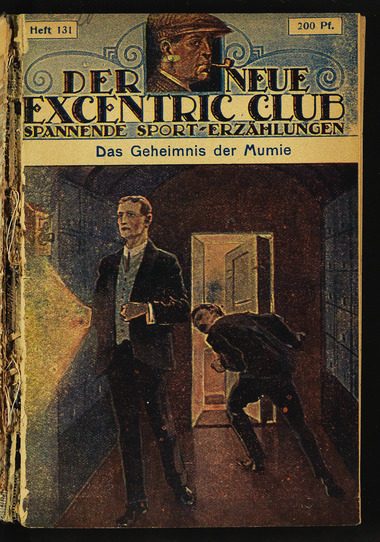 Heft 131
200 Pf.
DER NEUE
EXCENTRIC CLUB
SPANNENDE SPORT-ERZÄHLUNGEN
Das Geheimnis der Mumie